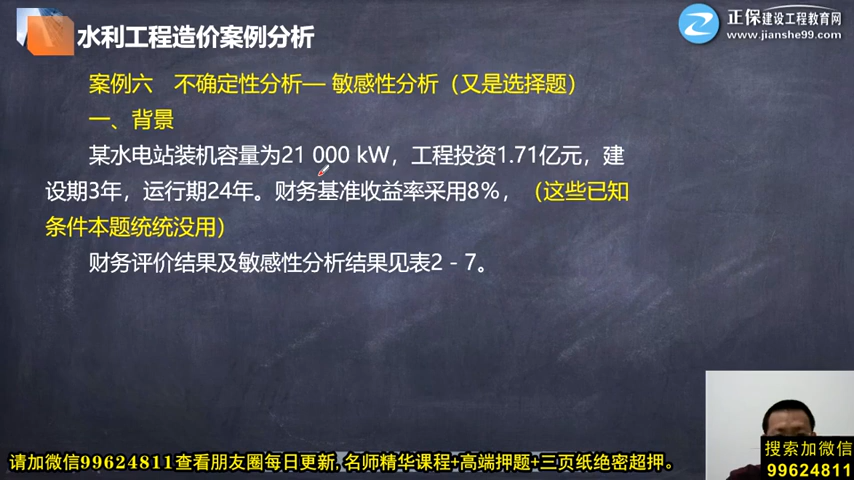 水利工程造价案例分析
正保建设工程教育网
www.jianshe99.com
案例六 不确定性分析— 敏感性分析（又是选择题）
一、背景
某水电站装机容量为21 000 kW，工程投资1.71亿元，建
设期3年，运行期24年。财务基准收益率采用8%，（这些已知
条件本题统统没用）
财务评价结果及敏感性分析结果见表2－7。
搜索加微信
99624811
请加微信99624811查看朋友圈每日更新,名师精华课程+高端押题+三页纸绝密超押。